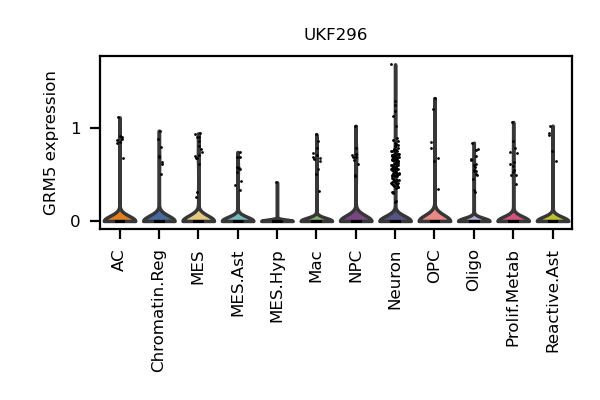 UKF296
GRM5 expression
1
0
AC
Chromatin.Reg
MES
MES.Ast
MES.Hyp
Mac
NPC
Neuron
OPC
Oligo
Prolif.Metab
Reactive.Ast